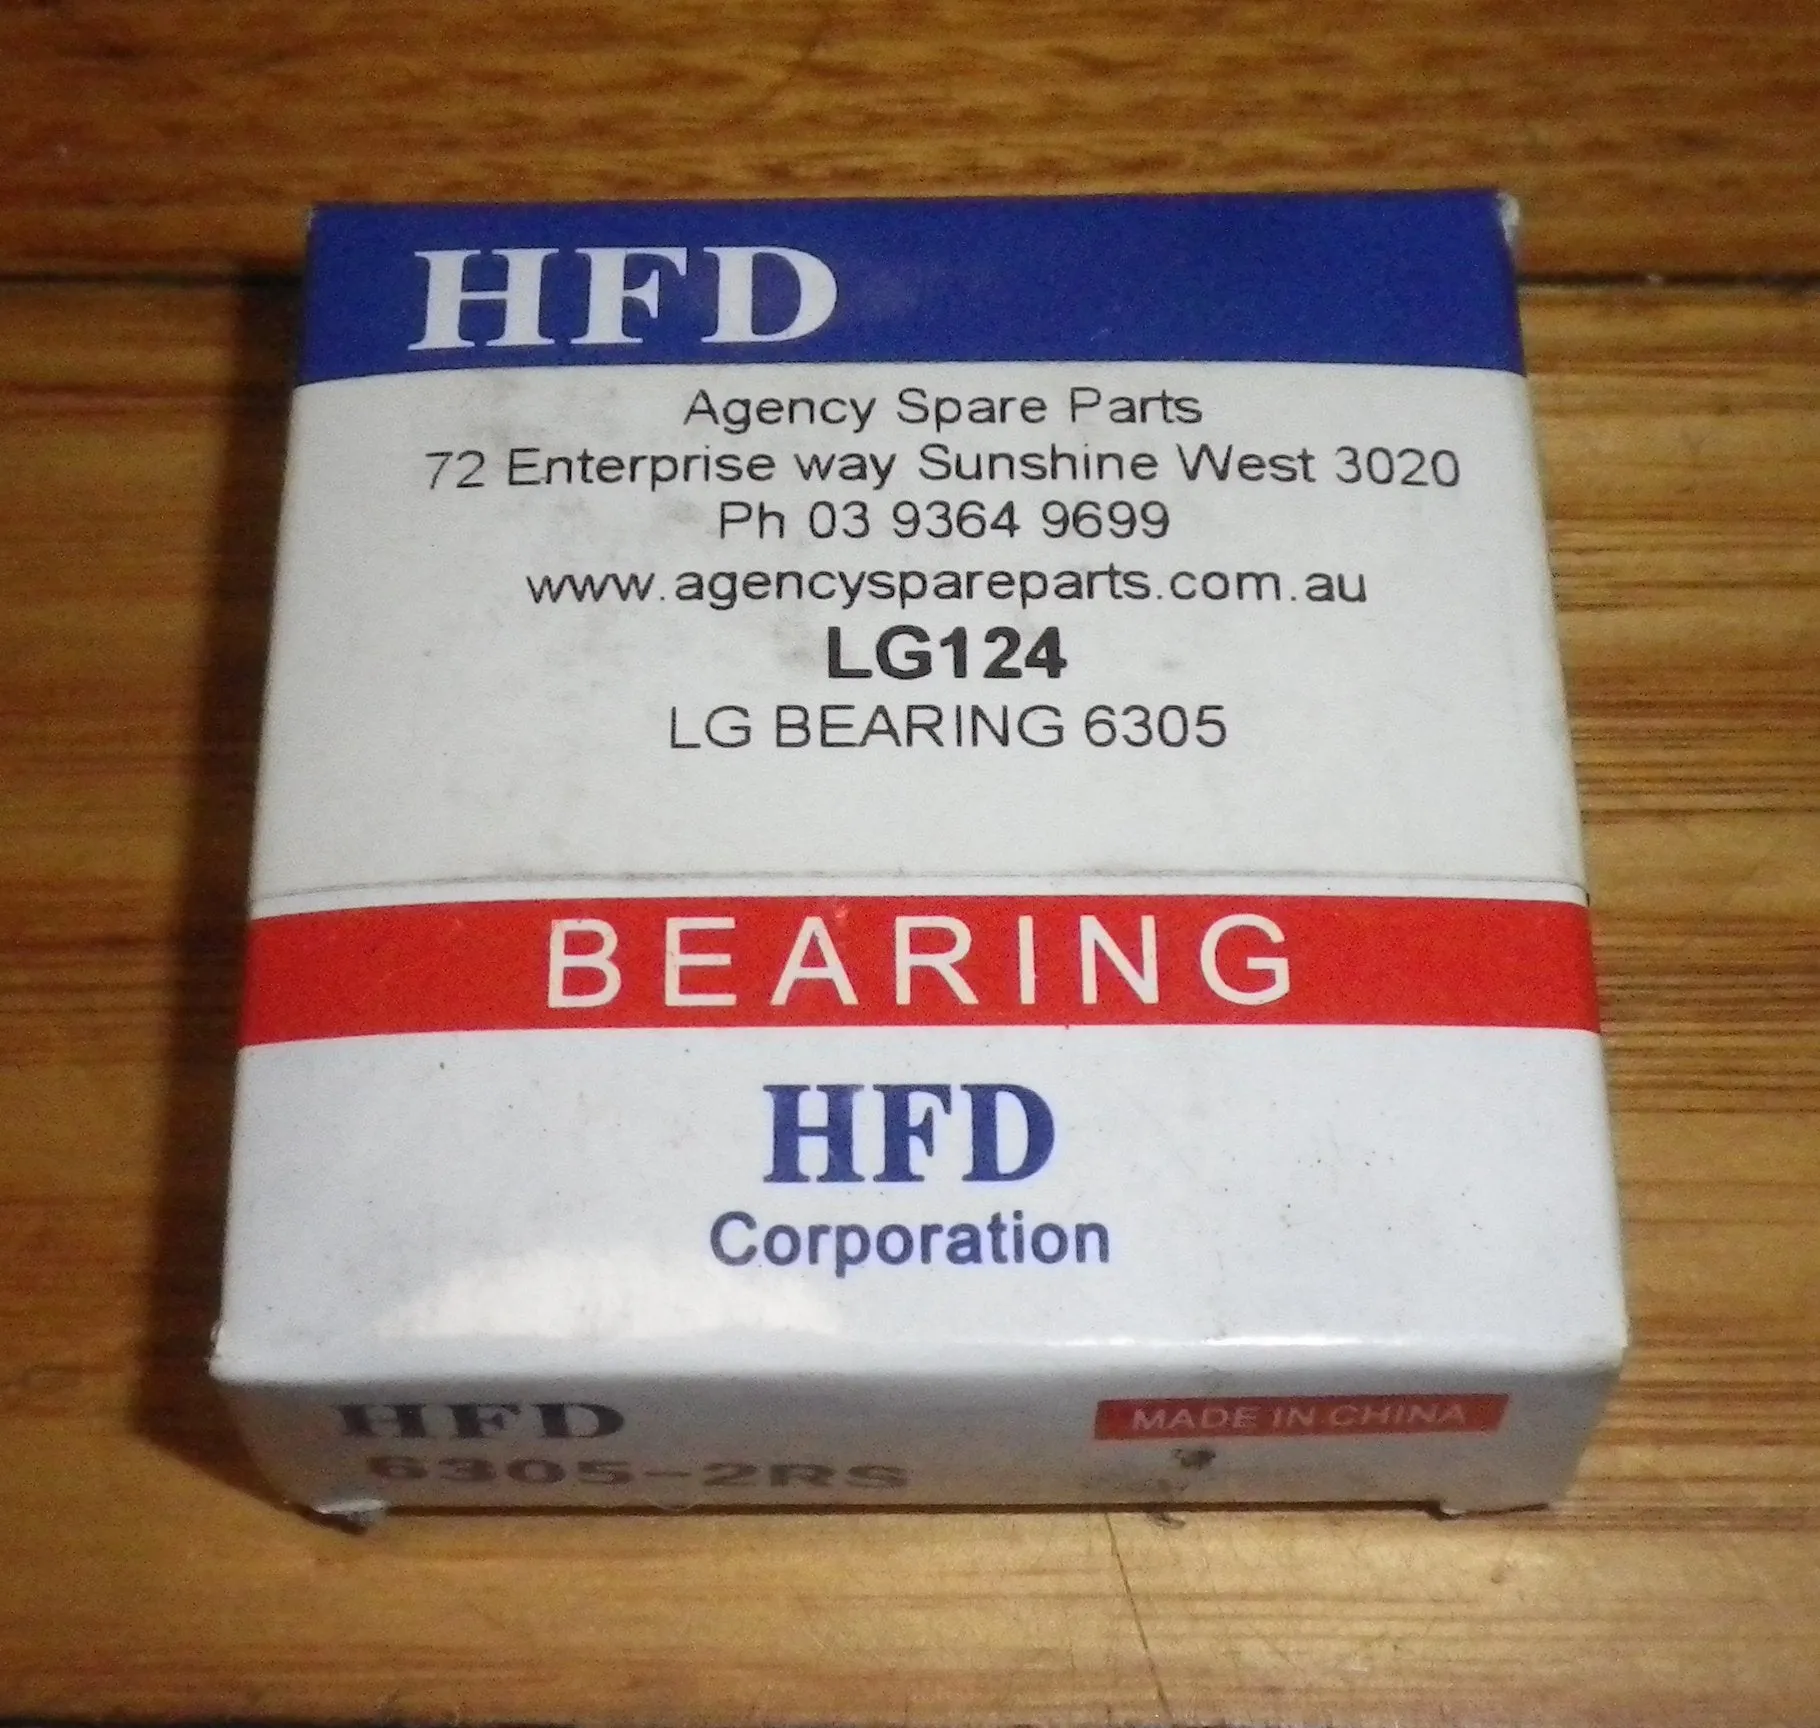 HFD
Agency Spare Parts
72 Enterprise way Sunshine West 3020
Ph 03 9364 9699
www.agencyspareparts.com.au
LG124
LG BEARING 6305
BEARING
HFD
Corporation
HFD
MADE IN CHINA
6305-2RS